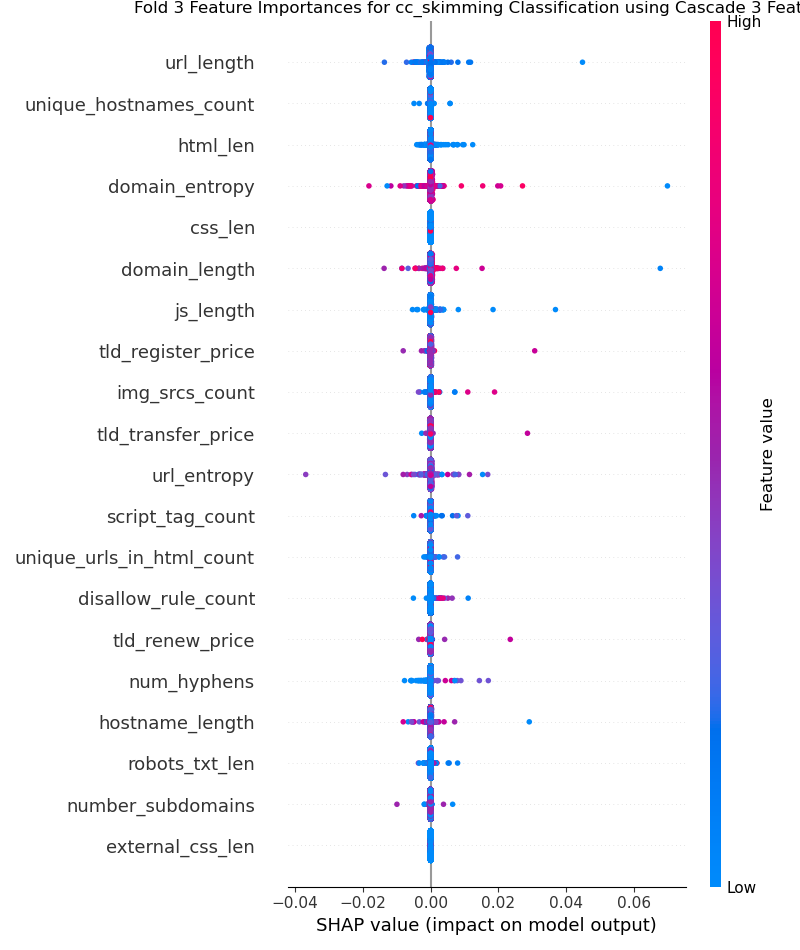 Fold 3 Feature Importances for cc_skimming Classification using Cascade 3 Feat
High
url_length
unique_hostnames_count
html_len
domain_entropy
css_len
domain_length
js_length
tld_register_price
img_srcs_count
tld_transfer_price
url_entropy
script_tag_count
unique_urls_in_html_count
disallow_rule_count
tld_renew_price
num_hyphens
hostname_length
robots_txt_len
number_subdomains
external_css_len
Feature value
Low
−0.04 −0.02 0.00 0.02 0.04 0.06
SHAP value (impact on model output)